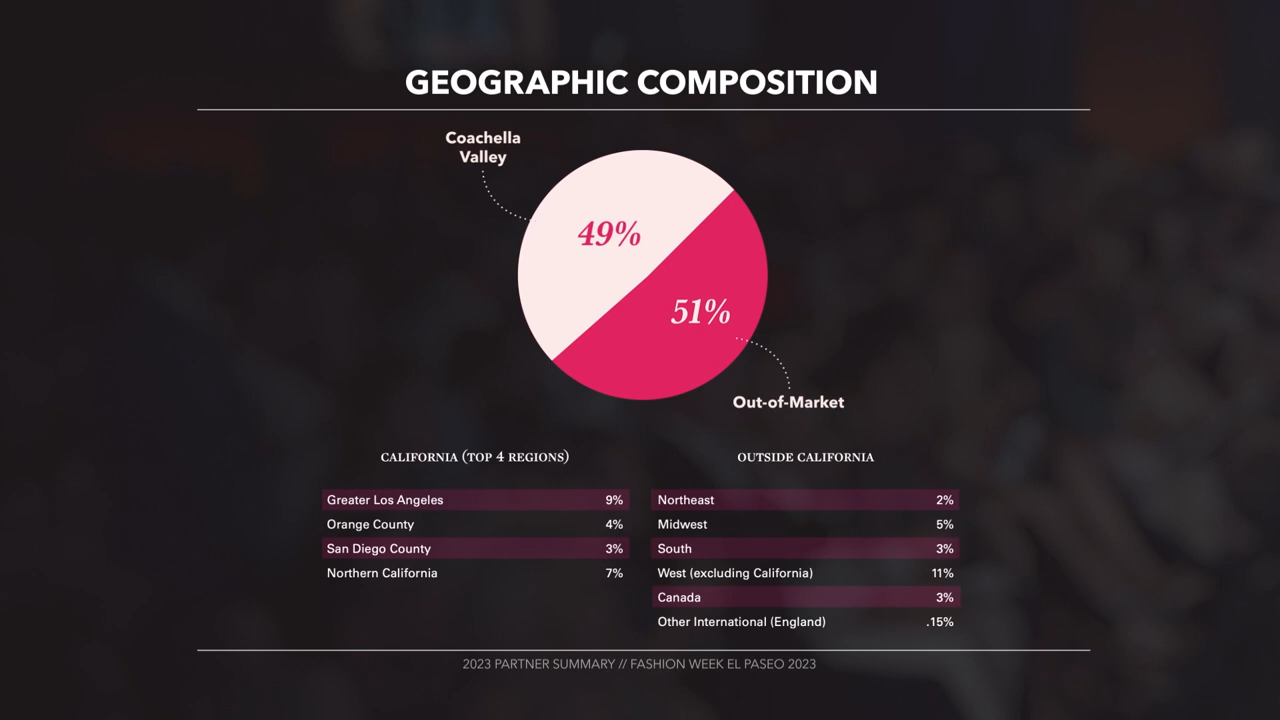 GEOGRAPHIC COMPOSITION
Coachella
Valley
49%
51%
Out-of-Market
CALIFORNIA (TOP 4 REGIONS)
Greater Los Angeles 9%
Orange County 4%
San Diego County 3%
Northern California 7%
OUTSIDE CALIFORNIA
Northeast 2%
Midwest 5%
South 3%
West (excluding California) 11%
Canada 3%
Other International (England) .15%
2023 PARTNER SUMMARY // FASHION WEEK EL PASEO 2023